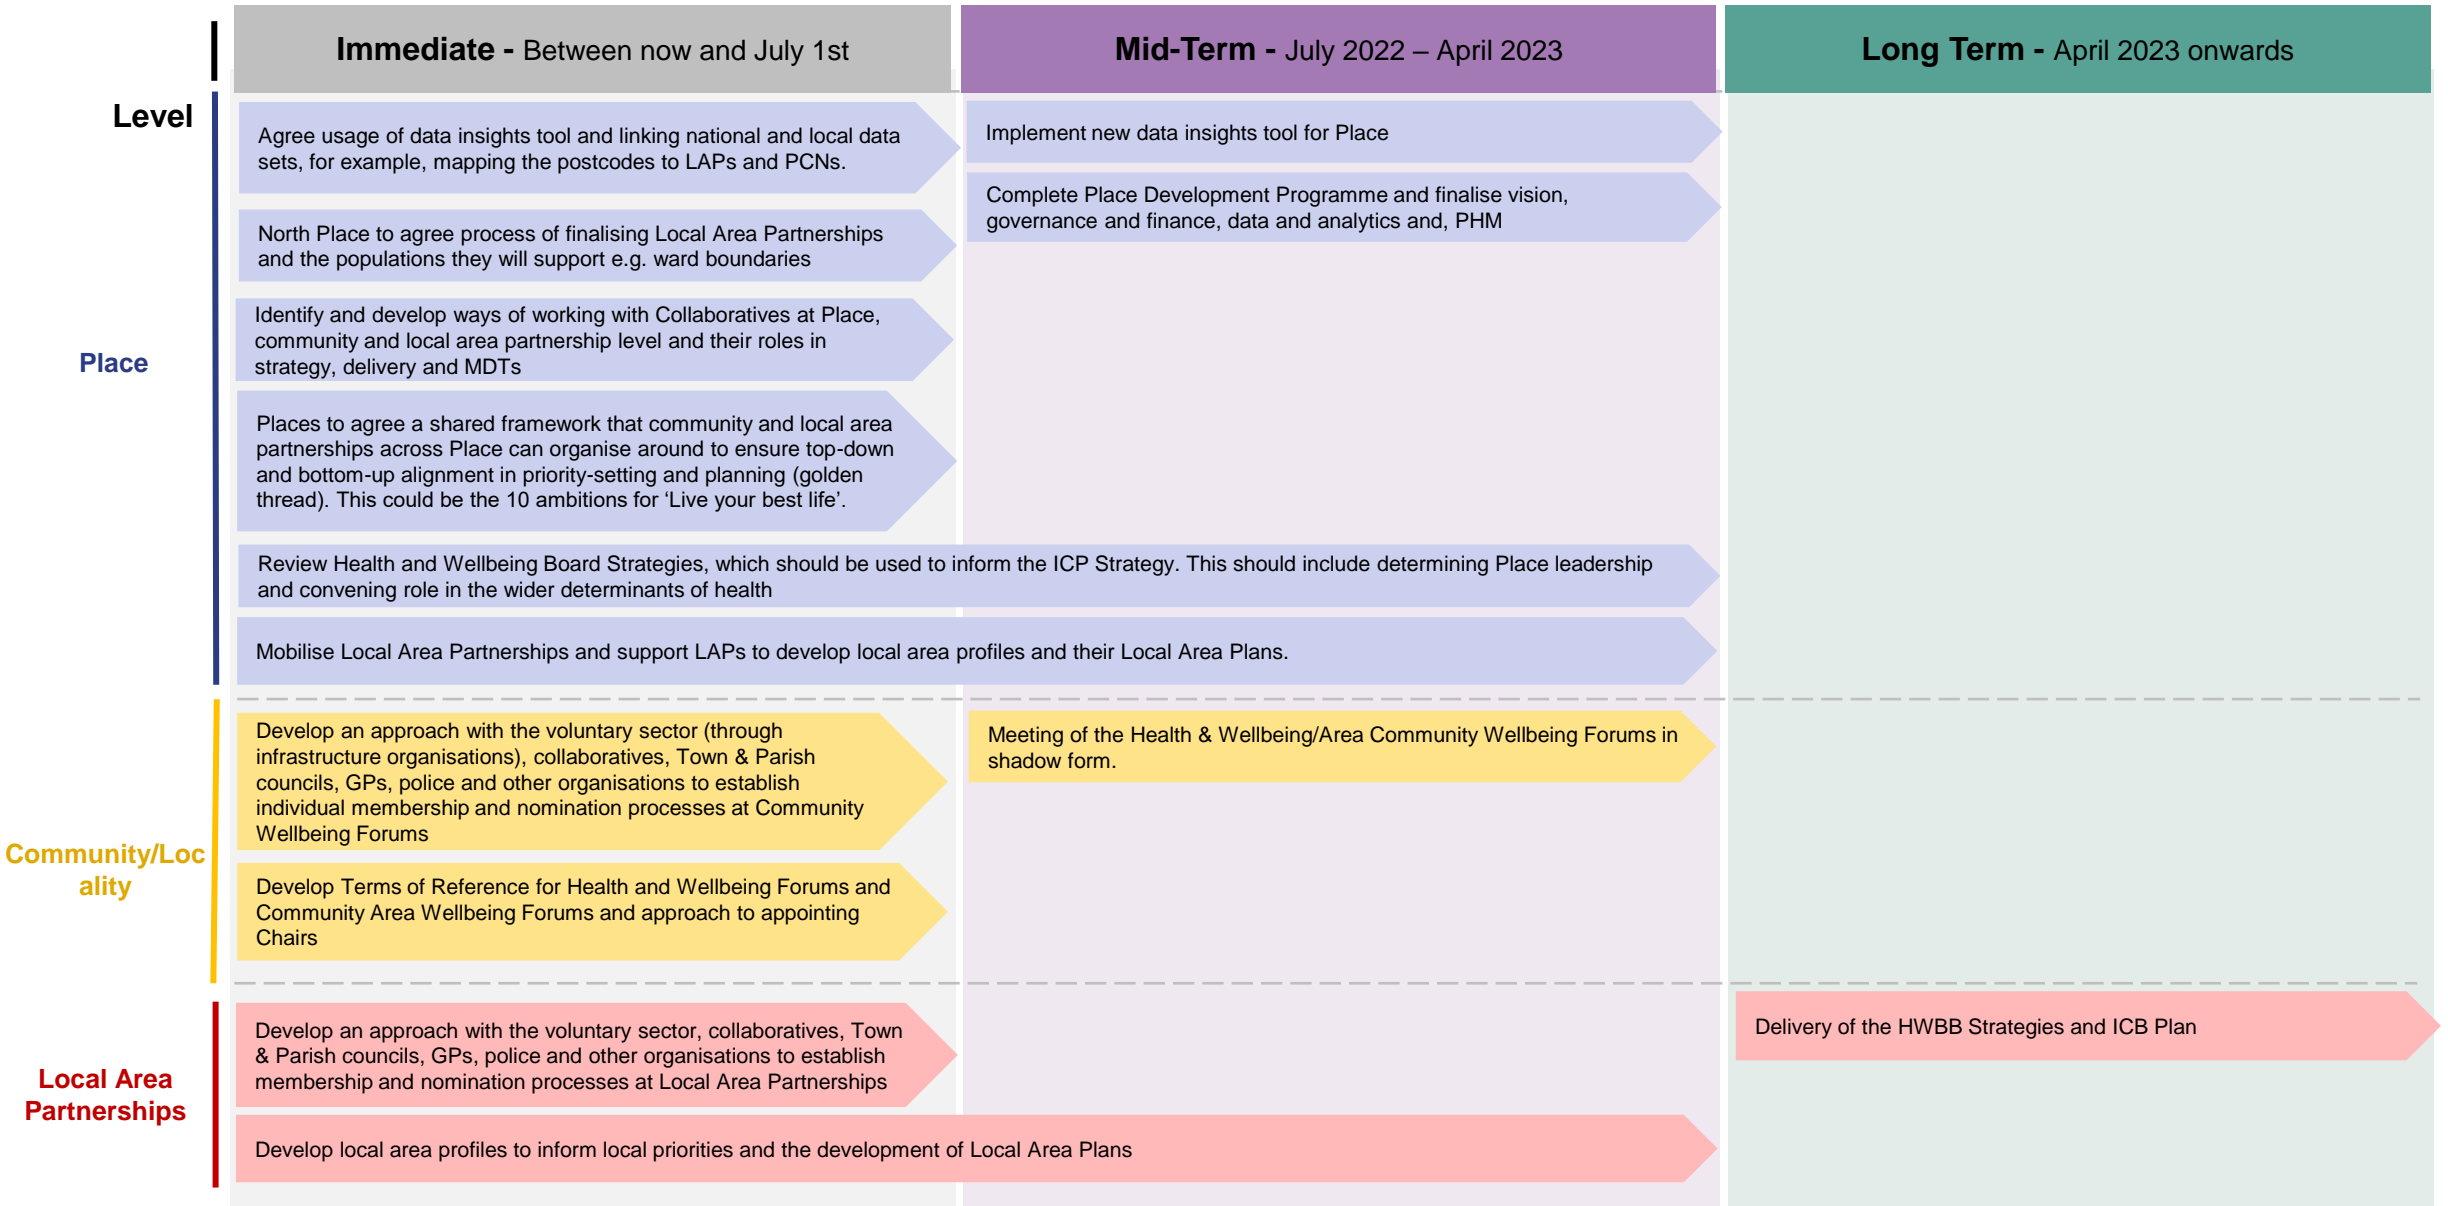 Immediate - Between now and July 1st
Mid-Term - July 2022 – April 2023
Long Term - April 2023 onwards
Level
Place
Agree usage of data insights tool and linking national and local data
sets, for example, mapping the postcodes to LAPs and PCNs.
Implement new data insights tool for Place
Complete Place Development Programme and finalise vision,
governance and finance, data and analytics and, PHM
North Place to agree process of finalising Local Area Partnerships
and the populations they will support e.g. ward boundaries
Identify and develop ways of working with Collaboratives at Place,
community and local area partnership level and their roles in
strategy, delivery and MDTs
Places to agree a shared framework that community and local area
partnerships across Place can organise around to ensure top-down
and bottom-up alignment in priority-setting and planning (golden
thread). This could be the 10 ambitions for ‘Live your best life’.
Review Health and Wellbeing Board Strategies, which should be used to inform the ICP Strategy. This should include determining Place leadership
and convening role in the wider determinants of health
Mobilise Local Area Partnerships and support LAPs to develop local area profiles and their Local Area Plans.
Community/Loc
ality
Develop an approach with the voluntary sector (through
infrastructure organisations), collaboratives, Town & Parish
councils, GPs, police and other organisations to establish
individual membership and nomination processes at Community
Wellbeing Forums
Meeting of the Health & Wellbeing/Area Community Wellbeing Forums in
shadow form.
Develop Terms of Reference for Health and Wellbeing Forums and
Community Area Wellbeing Forums and approach to appointing
Chairs
Local Area
Partnerships
Develop an approach with the voluntary sector, collaboratives, Town
& Parish councils, GPs, police and other organisations to establish
membership and nomination processes at Local Area Partnerships
Delivery of the HWBB Strategies and ICB Plan
Develop local area profiles to inform local priorities and the development of Local Area Plans